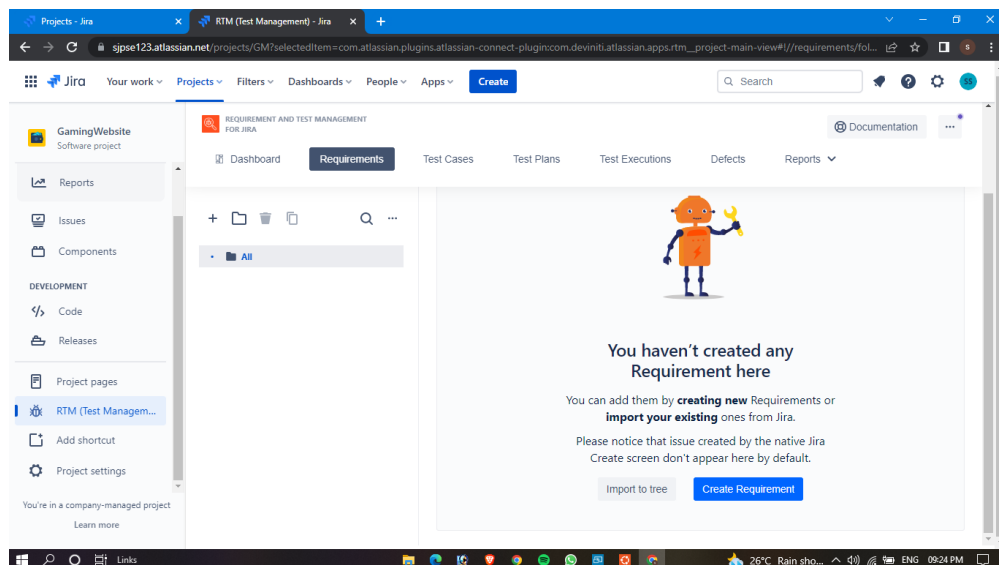 Projects - Jira
RTM (Test Management) - Jira
sjpse123.atlassian.net/projects/GM?selectedItem=com.atlassian.plugins.atlassian-connect-plugin:com.deviniti.atlassian.apps.rtm__project-main-view#!//requirements/fol...
S
Jira Your work Projects Filters Dashboards People Apps Create Search SS
GamingWebsite
Software project
Reports
Issues
Components
DEVELOPMENT
Code
Releases
Project pages
RTM (Test Managem...
Add shortcut
Project settings
You're in a company-managed project
Learn more
REQUIREMENT AND TEST MANAGEMENT
FOR JIRA
Documentation ...
Dashboard Requirements Test Cases Test Plans Test Executions Defects Reports
All
You haven't created any
Requirement here
You can add them by creating new Requirements or
import your existing ones from Jira.
Please notice that issue created by the native Jira
Create screen don't appear here by default.
Import to tree Create Requirement
Links 26°C Rain sho... ENG 09:24 PM